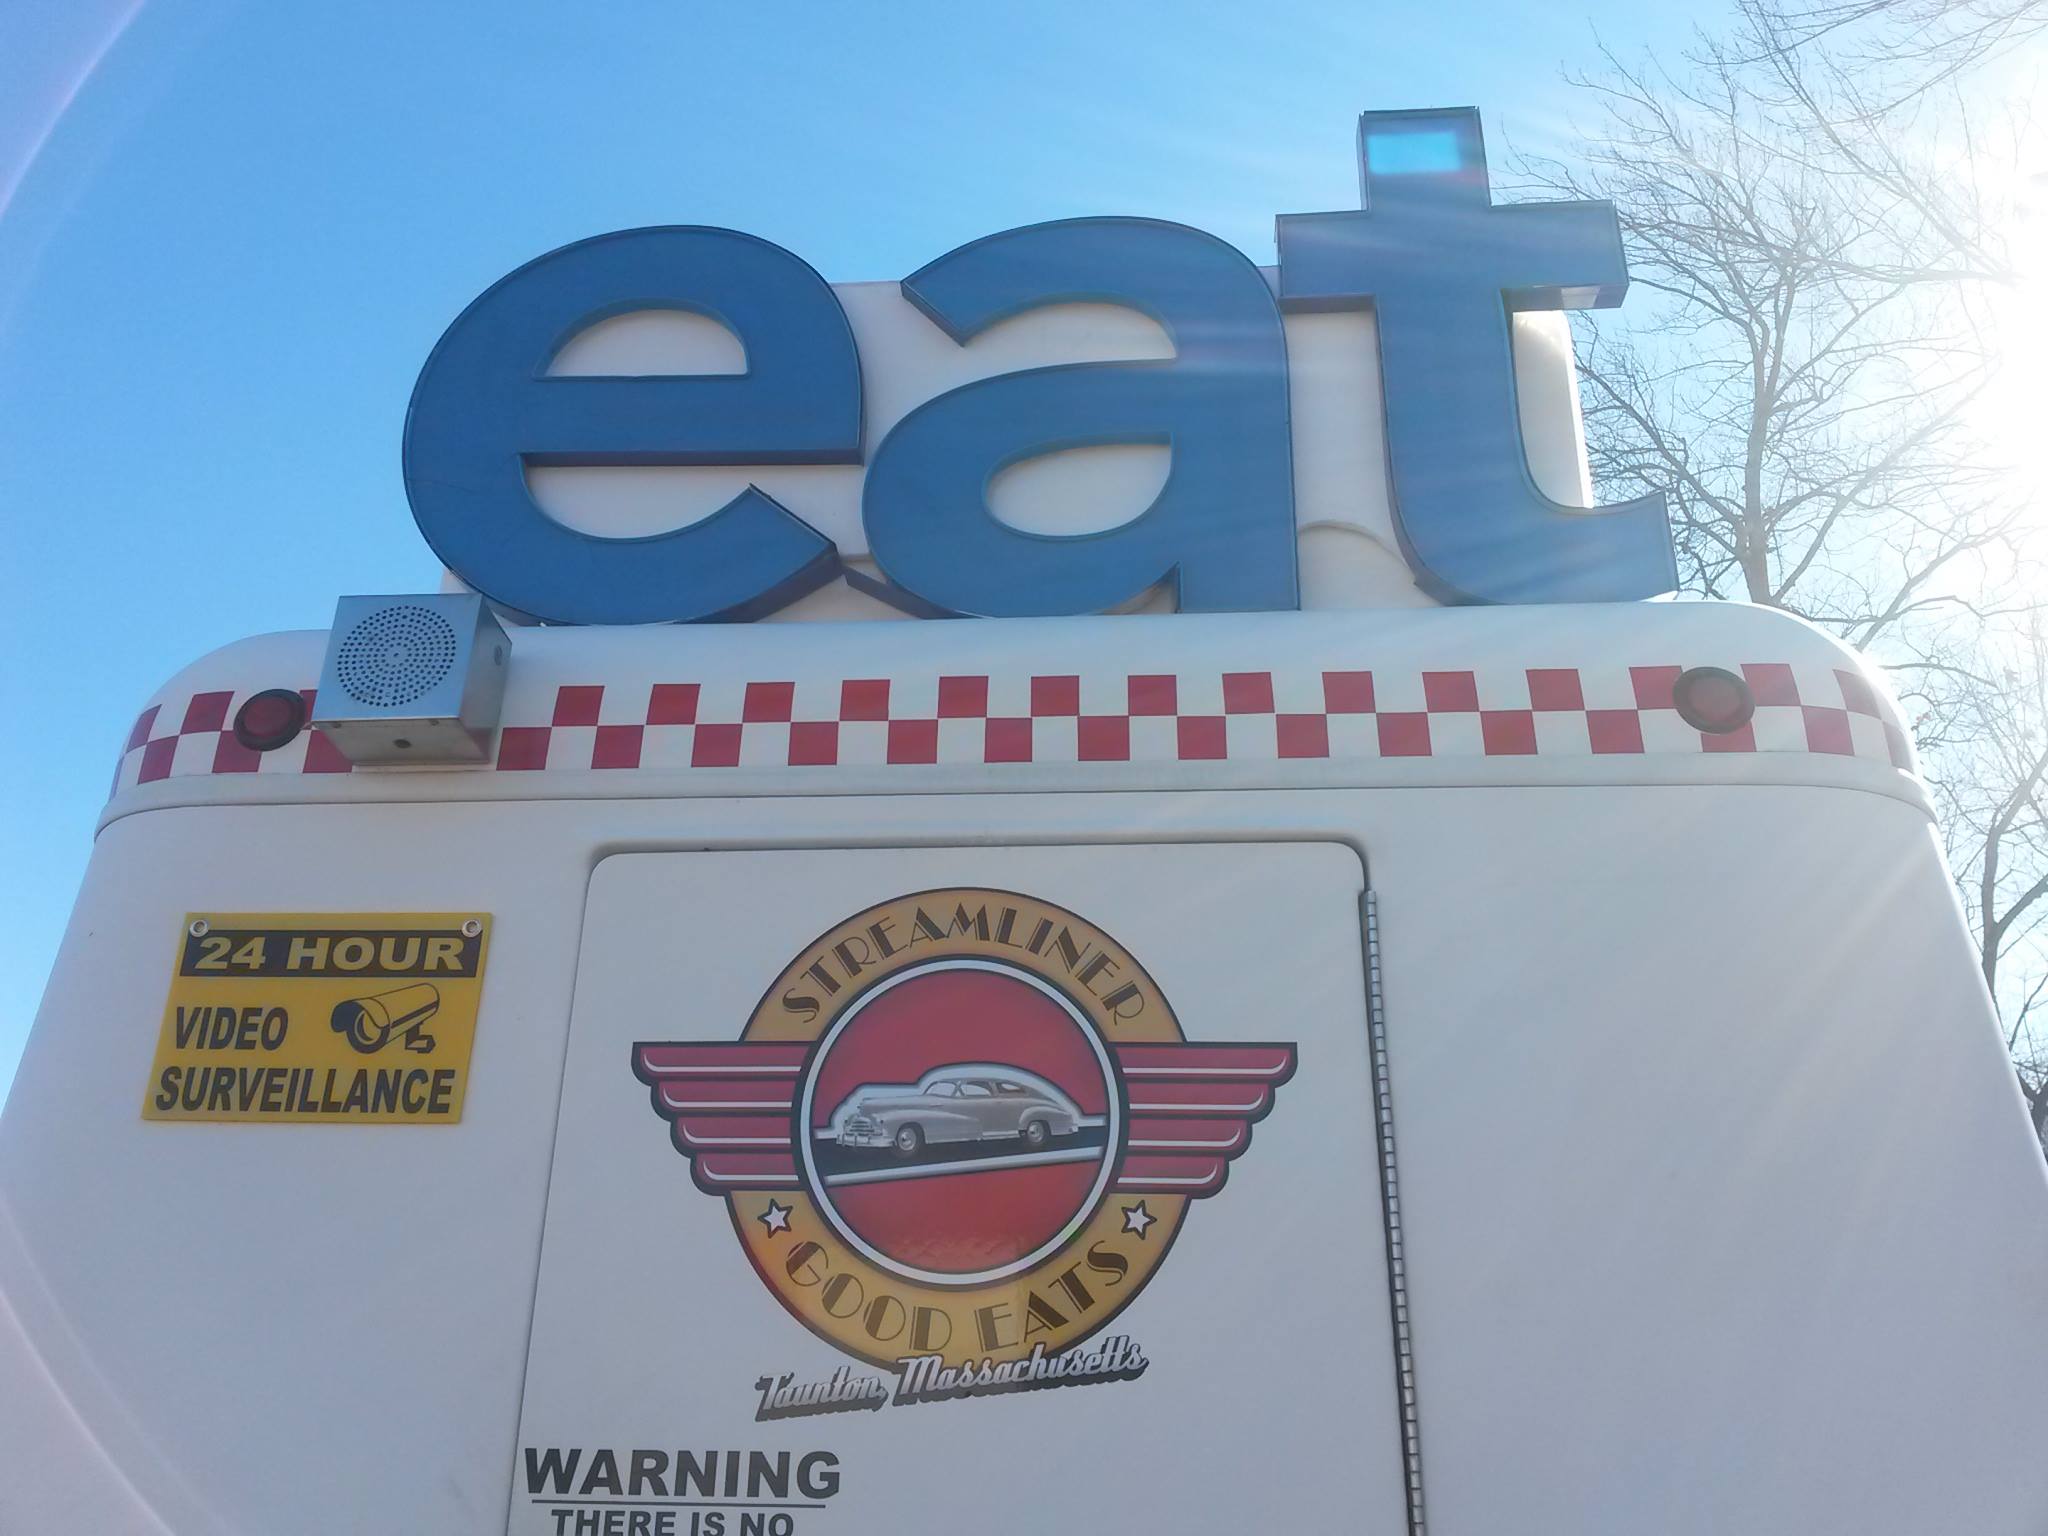 eat
24 HOUR
VIDEO
SURVEILLANCE
STREAMLINER
GOOD EATS
Taunton, Massachusetts
WARNING
THERE IS NO